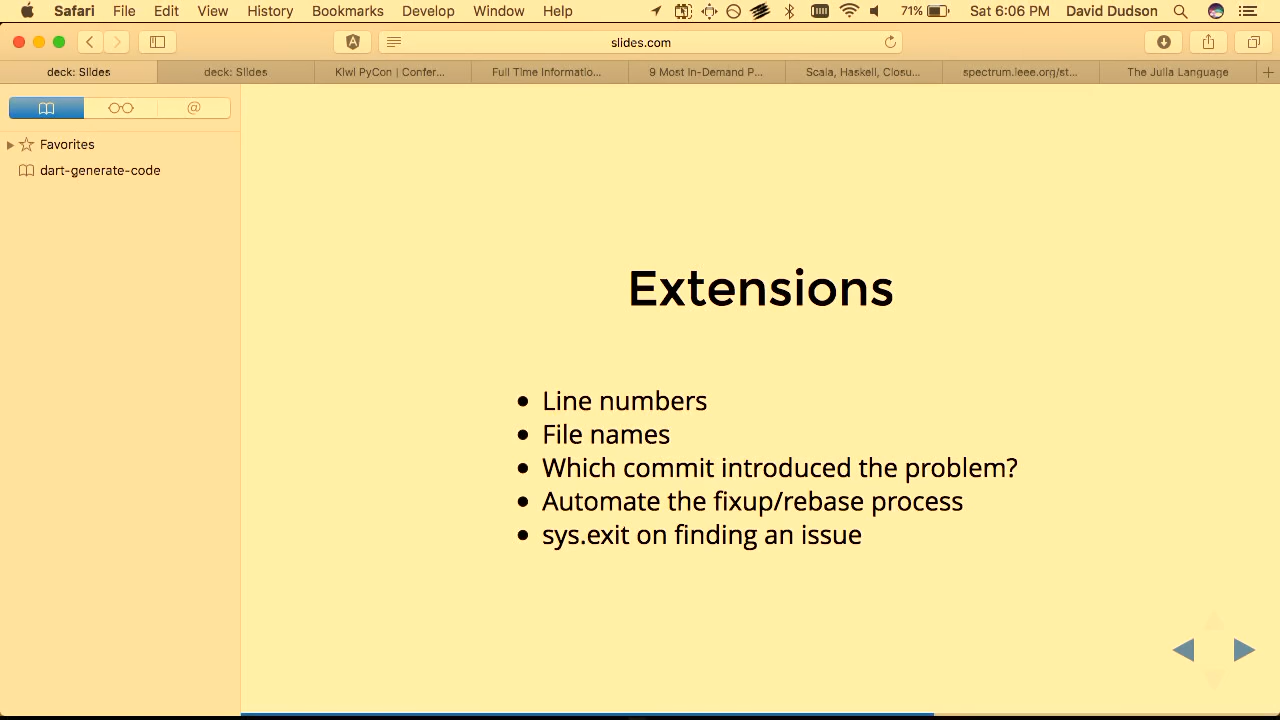 Safari File Edit View History Bookmarks Develop Window Help 71% Sat 6:06 PM David Dudson
slides.com
deck: Slides
deck: Slides
Kiwi PyCon | Confer...
Full Time Informatio...
9 Most In-Demand P...
Scala, Haskell, Closu...
spectrum.ieee.org/st...
The Julia Language
@
Favorites
dart-generate-code
Extensions
Line numbers
File names
Which commit introduced the problem?
Automate the fixup/rebase process
sys.exit on finding an issue